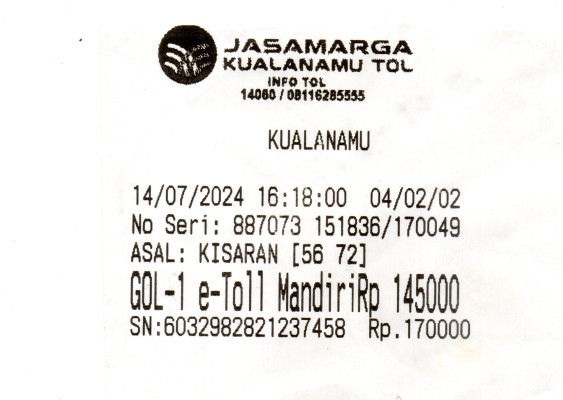 JASAMARGA
KUALANAMU TOL
INFO TOL
14080 / 08116285555
KUALANAMU
14/07/2024 16:18:00 04/02/02
No Seri: 887073 151836/170049
ASAL: KISARAN [56 72]
GOL-1 e-Toll MandiriRp 145000
SN:6032982821237458 Rp.170000